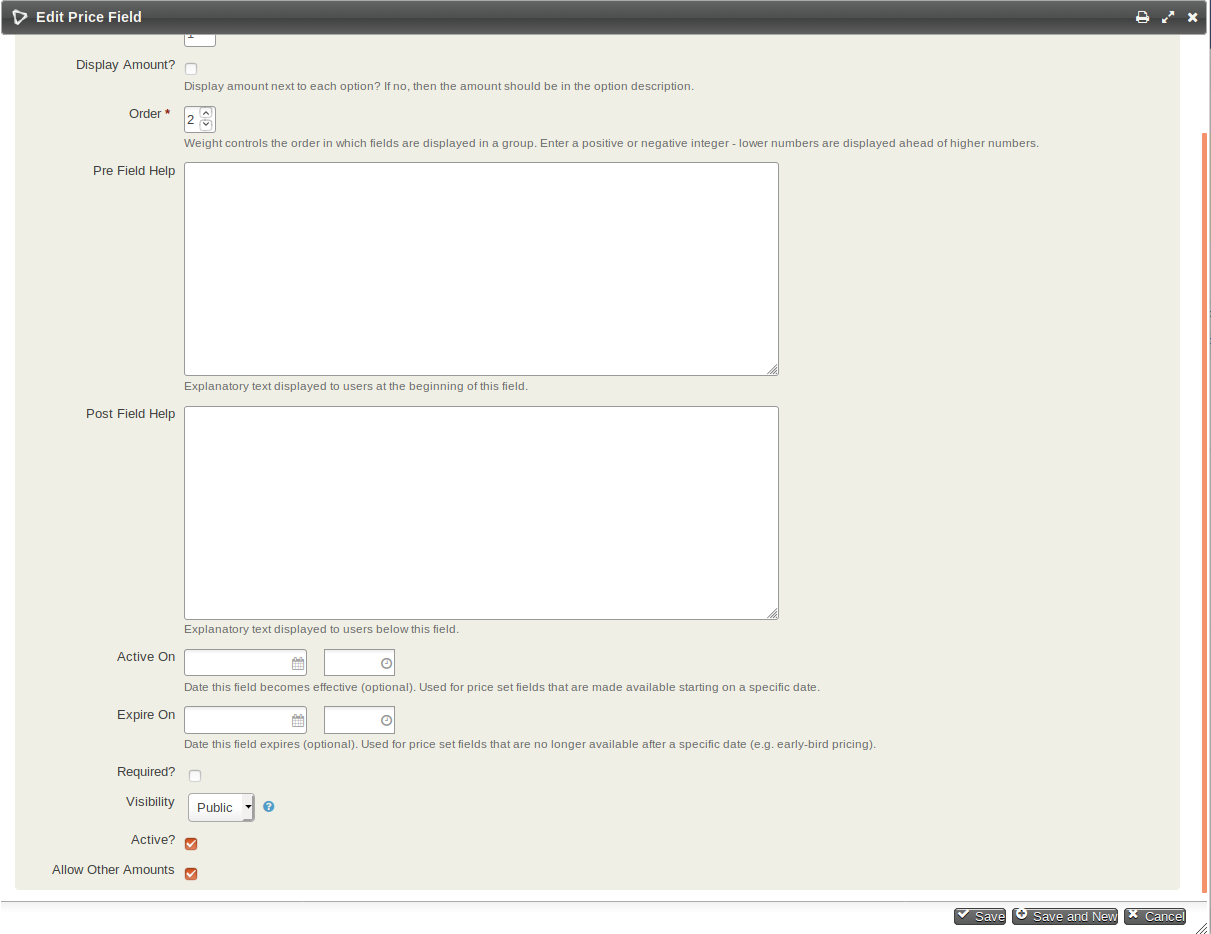 Edit Price Field
1
Display Amount?
Display amount next to each option? If no, then the amount should be in the option description.
Order *
2
Weight controls the order in which fields are displayed in a group. Enter a positive or negative integer - lower numbers are displayed ahead of higher numbers.
Pre Field Help
Explanatory text displayed to users at the beginning of this field.
Post Field Help
Explanatory text displayed to users below this field.
Active On
Date this field becomes effective (optional). Used for price set fields that are made available starting on a specific date.
Expire On
Date this field expires (optional). Used for price set fields that are no longer available after a specific date (e.g. early-bird pricing).
Required?
Visibility Public ?
Active?
Allow Other Amounts
Save Save and New Cancel